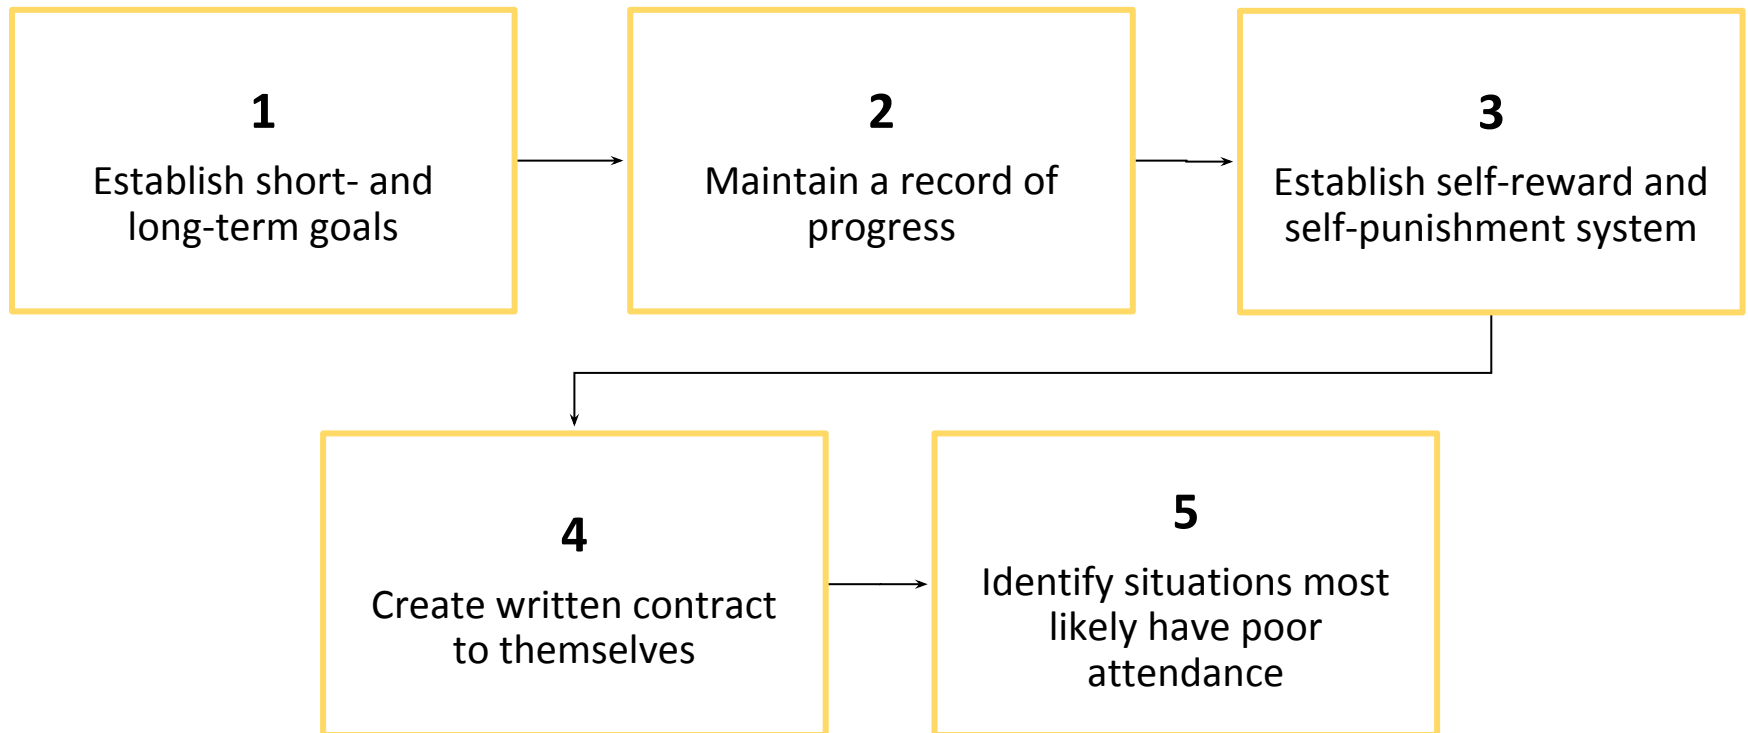 1
Establish short- and
long-term goals
2
Maintain a record of
progress
3
Establish self-reward and
self-punishment system
4
Create written contract
to themselves
5
Identify situations most
likely have poor
attendance